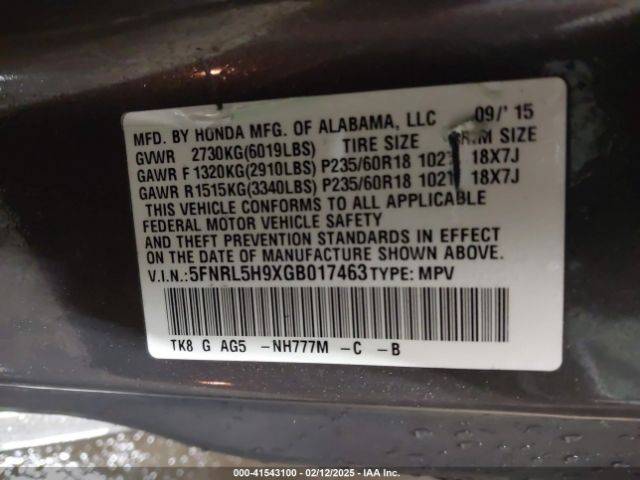 MFD. BY HONDA MFG. OF ALABAMA, LLC 09/' 15
GVWR 2730KG(6019LBS) TIRE SIZE SIZE
GAWR F 1320KG(2910LBS) P235/60R18 102 18X7J
GAWR R 1515KG(3340LBS) P235/60R18 102 18X7J
THIS VEHICLE CONFORMS TO ALL APPLICABLE
FEDERAL MOTOR VEHICLE SAFETY
AND THEFT PREVENTION STANDARDS IN EFFECT
ON THE DATE OF MANUFACTURE SHOWN ABOVE.
V.I.N.:5FNRL5H9XGB017463 TYPE: MPV
TK8 G AG5 -NH777M -C -B
000-41543100 - 02/12/2025 - IAA Inc.